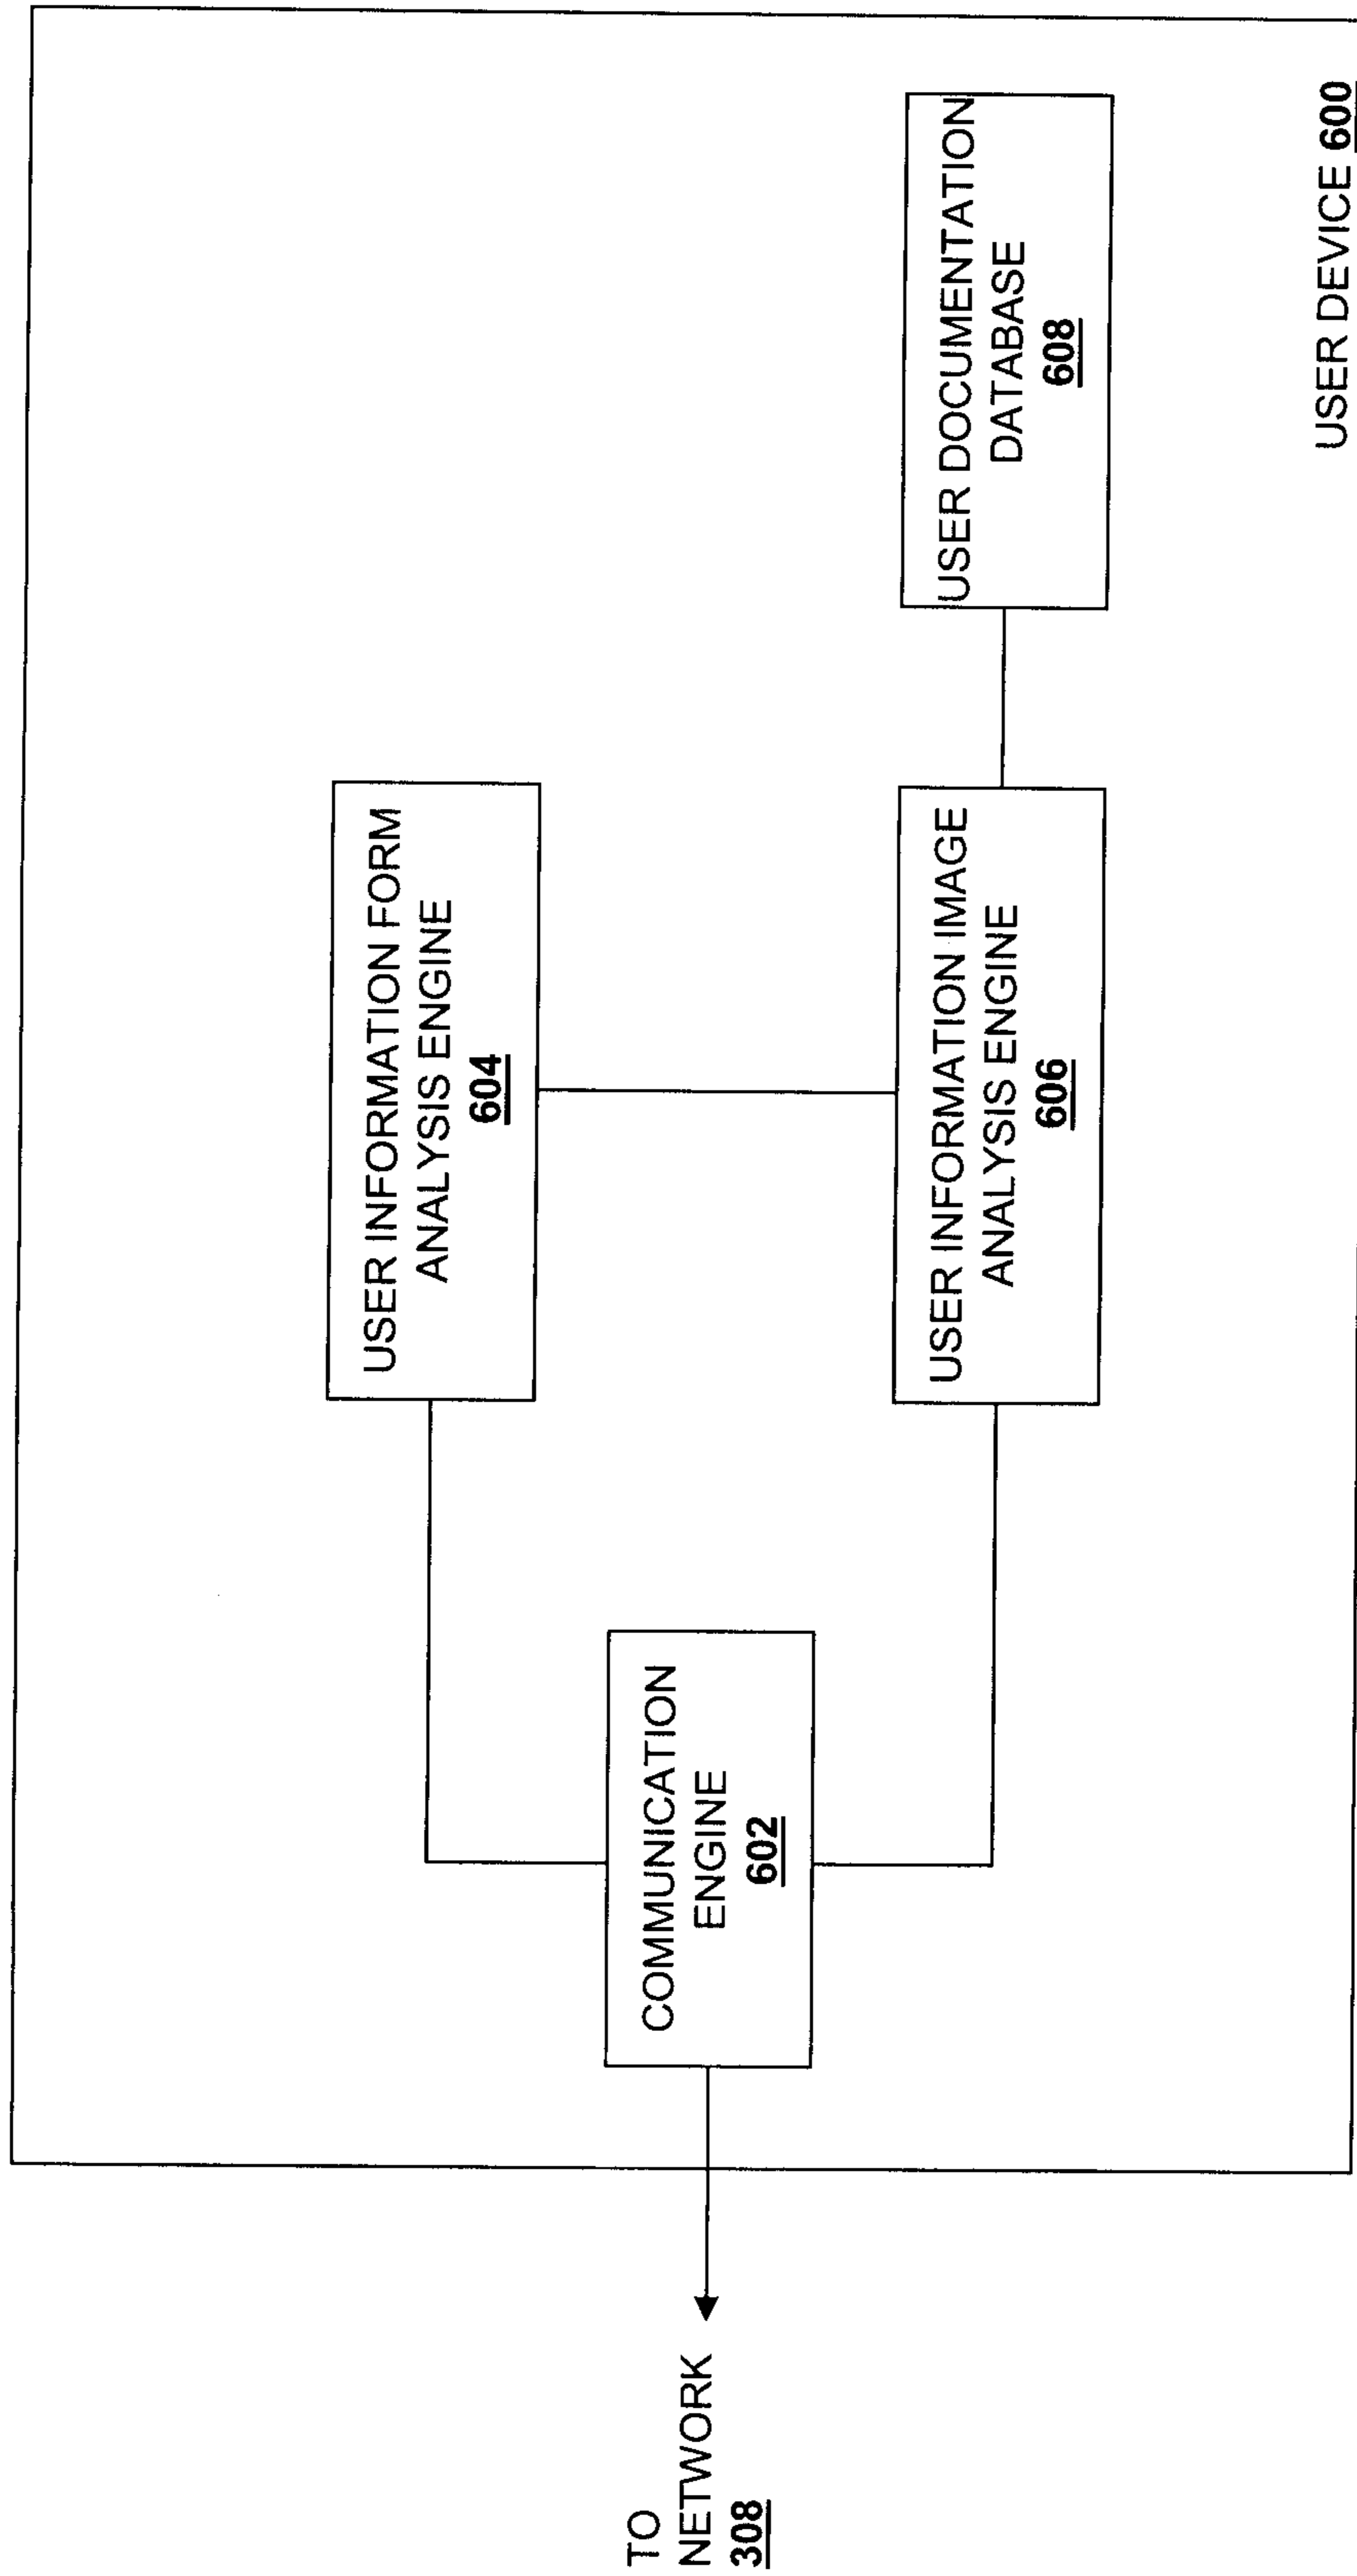 TO
NETWORK
308
COMMUNICATION
ENGINE
602
USER INFORMATION FORM
ANALYSIS ENGINE
604
USER INFORMATION IMAGE
ANALYSIS ENGINE
606
USER DOCUMENTATION
DATABASE
608
USER DEVICE 600